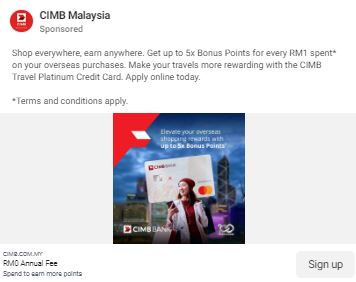 CIMB Malaysia
Sponsored
Shop everywhere, earn anywhere. Get up to 5x Bonus Points for every RM1 spent*
on your overseas purchases. Make your travels more rewarding with the CIMB
Travel Platinum Credit Card. Apply online today.
*Terms and conditions apply.
Elevate your overseas
shopping rewards with
up to 5x Bonus Points
CIMB BANK
CIMB BANK
CIMB.COM.MY
RM0 Annual Fee
Spend to earn more points
Sign up